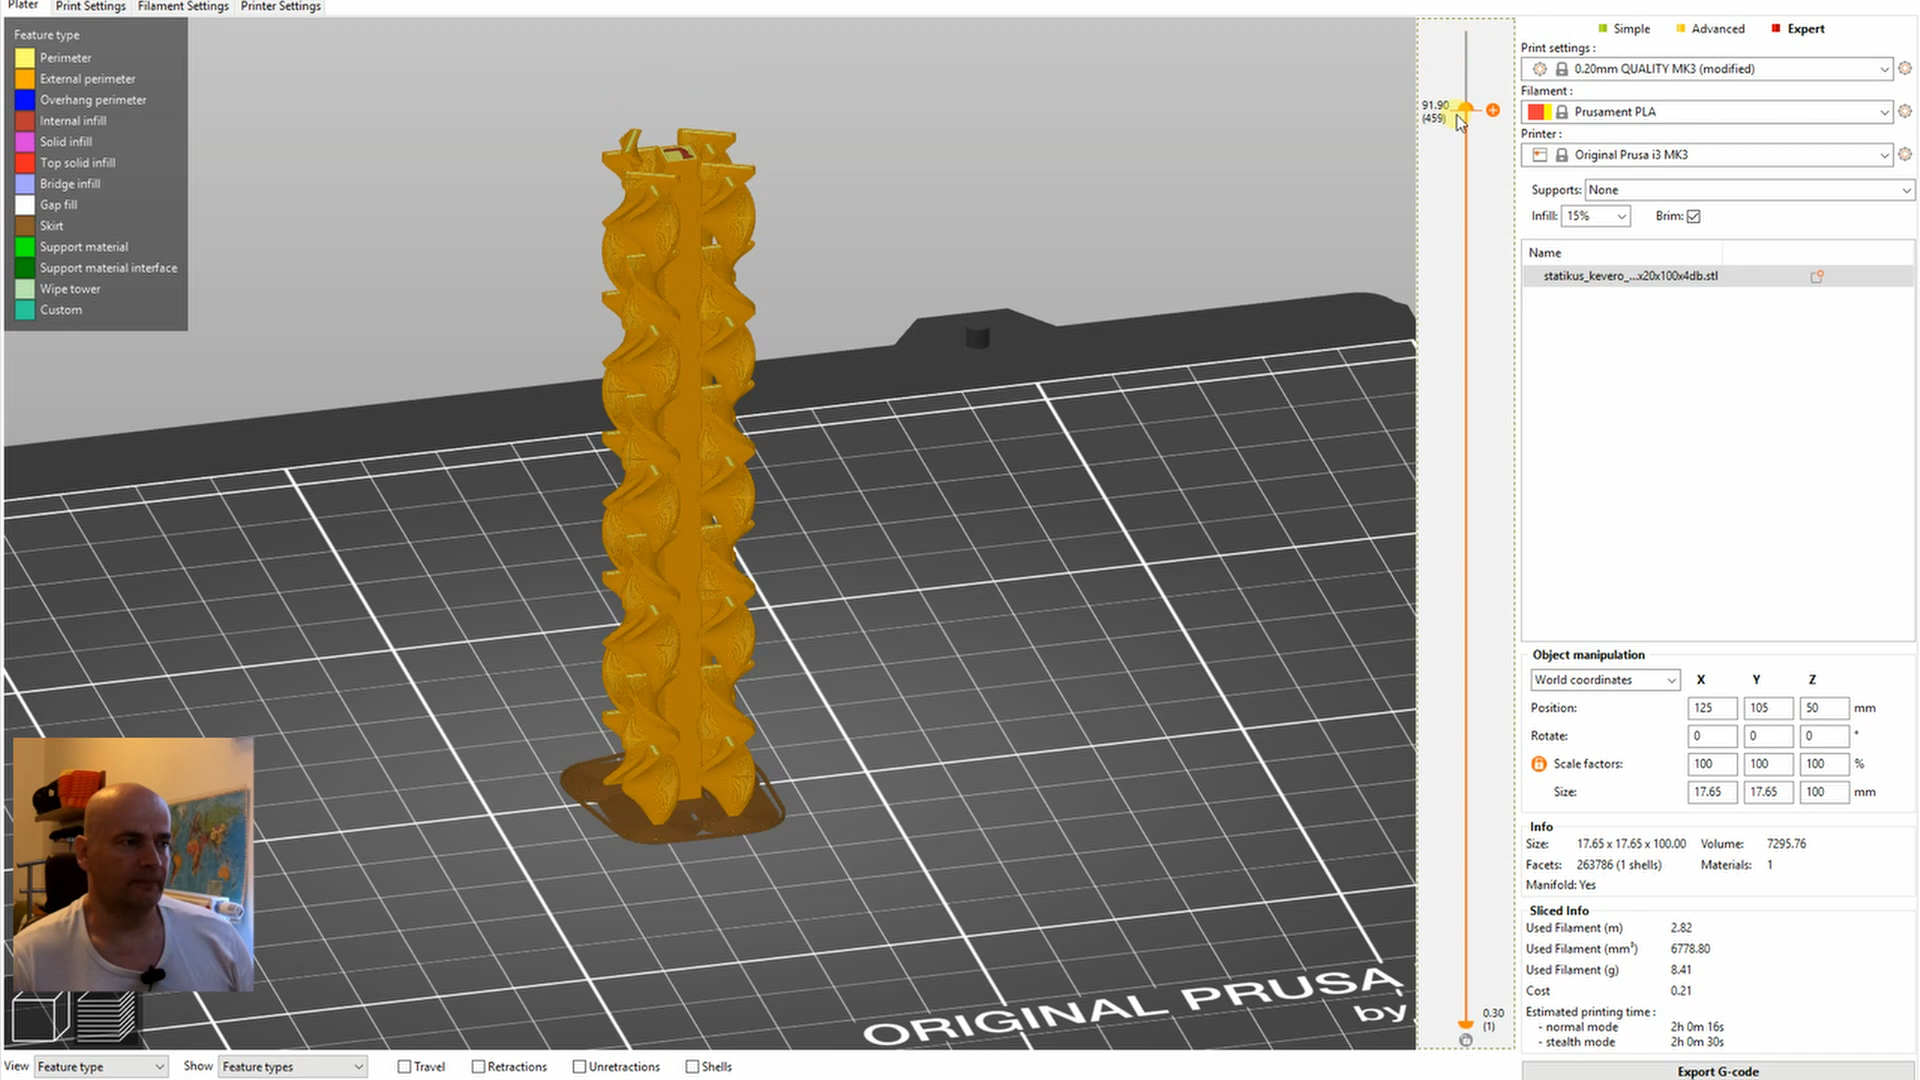 Plater Print Settings Filament Settings Printer Settings
Feature type
Perimeter
External perimeter
Overhang perimeter
Internal infill
Solid infill
Top solid infill
Bridge infill
Gap fill
Skirt
Support material
Support material interface
Wipe tower
Custom
91.90
(459)
0.30
(1)
ORIGINAL PRUSA
by
Simple Advanced Expert
Print settings :
0.20mm QUALITY MK3 (modified)
Filament :
Prusament PLA
Printer :
Original Prusa i3 MK3
Supports: None
Infill: 15% Brim:
Name
statikus_kevero_...x20x100x4db.stl
Object manipulation
World coordinates X Y Z
Position: 125 105 50 mm
Rotate: 0 0 0 °
Scale factors: 100 100 100 %
Size: 17.65 17.65 100 mm
Info
Size: 17.65 x 17.65 x 100.00 Volume: 7295.76
Facets: 263786 (1 shells) Materials: 1
Manifold: Yes
Sliced Info
Used Filament (m) 2.82
Used Filament (mm³) 6778.80
Used Filament (g) 8.41
Cost 0.21
Estimated printing time :
- normal mode 2h 0m 16s
- stealth mode 2h 0m 30s
Export G-code
View Feature type Show Feature types Travel Retractions Unretractions Shells